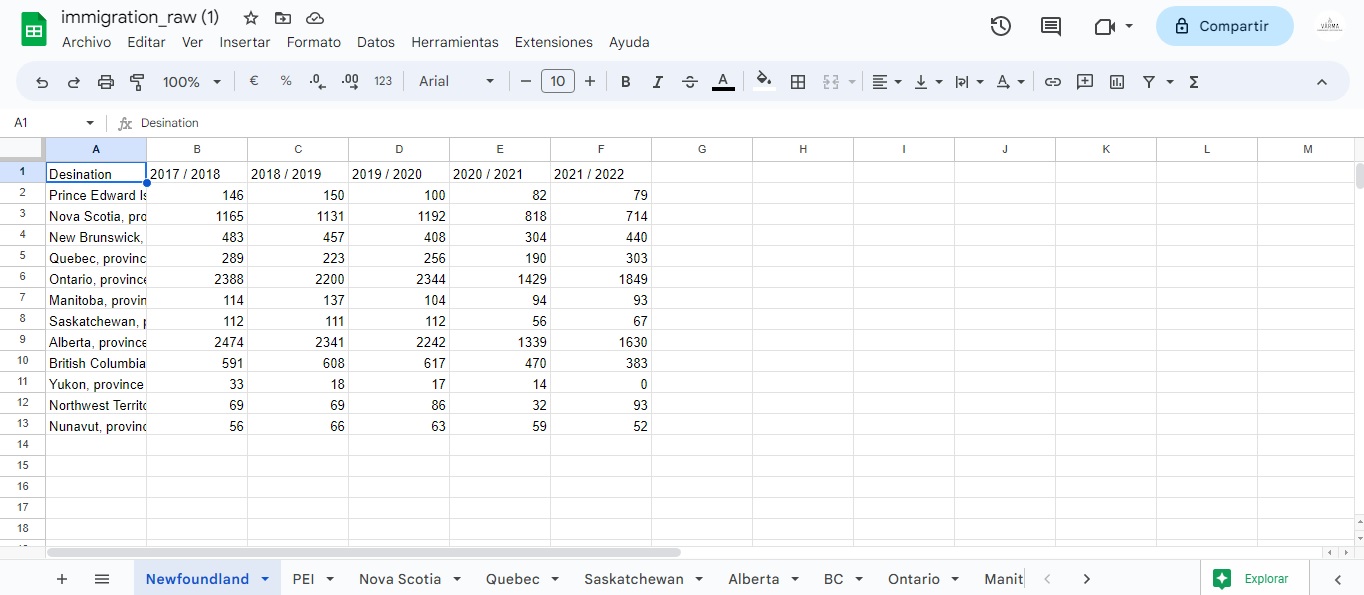 immigration_raw (1)
Archivo Editar Ver Insertar Formato Datos Herramientas Extensiones Ayuda
Compartir
VARMA
100% € % .0 .00 123 Arial 10 B I S A
A1 fx Desination
A B C D E F G H I J K L M
1 Desination 2017 / 2018 2018 / 2019 2019 / 2020 2020 / 2021 2021 / 2022
2 Prince Edward Is 146 150 100 82 79
3 Nova Scotia, pro 1165 1131 1192 818 714
4 New Brunswick, 483 457 408 304 440
5 Quebec, provinc 289 223 256 190 303
6 Ontario, province 2388 2200 2344 1429 1849
7 Manitoba, provin 114 137 104 94 93
8 Saskatchewan, p 112 111 112 56 67
9 Alberta, province 2474 2341 2242 1339 1630
10 British Columbia 591 608 617 470 383
11 Yukon, province 33 18 17 14 0
12 Northwest Territo 69 69 86 32 93
13 Nunavut, provinc 56 66 63 59 52
14
15
16
17
18
Newfoundland PEI Nova Scotia Quebec Saskatchewan Alberta BC Ontario Manit Explorar